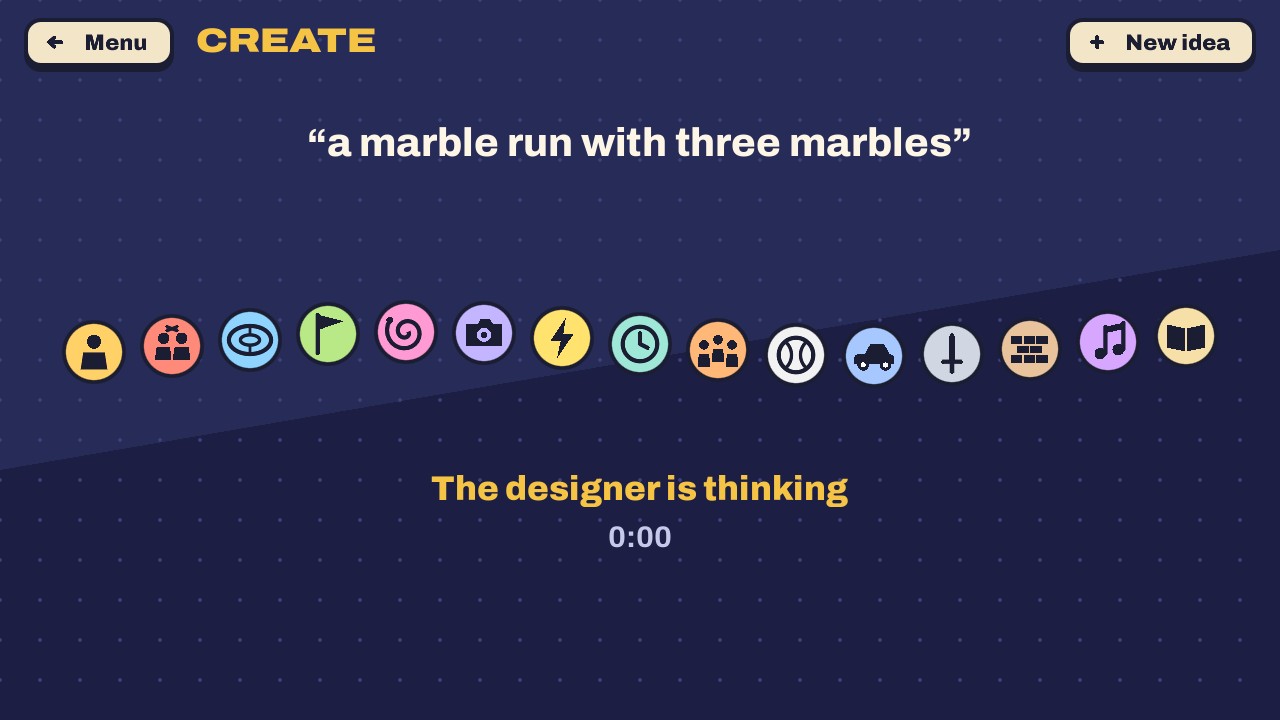 Menu
CREATE
New idea
“a marble run with three marbles”
The designer is thinking
0:00